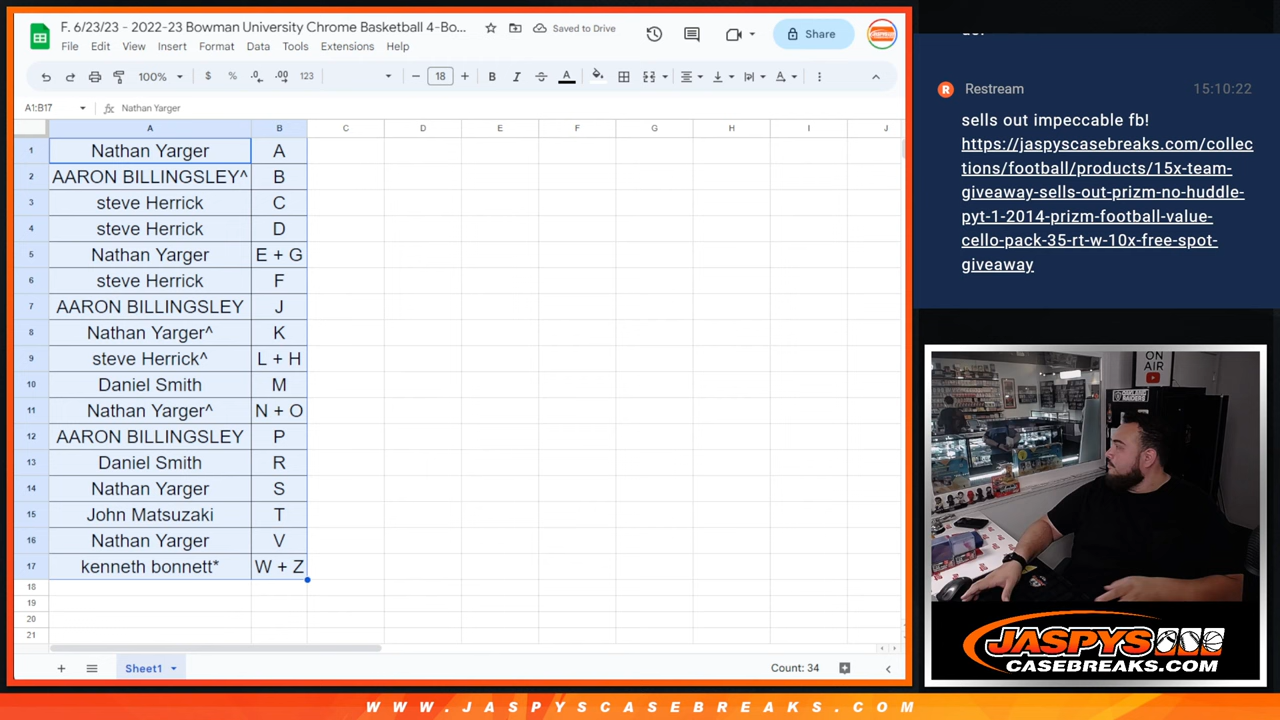 F. 6/23/23 - 2022-23 Bowman University Chrome Basketball 4-Bo...
Saved to Drive
Share
File Edit View Insert Format Data Tools Extensions Help
100% $ % .0 .00 123 18 B I A
A1:B17 fx Nathan Yarger
A B C D E F G H I J
1 Nathan Yarger A
2 AARON BILLINGSLEY^ B
3 steve Herrick C
4 steve Herrick D
5 Nathan Yarger E + G
6 steve Herrick F
7 AARON BILLINGSLEY J
8 Nathan Yarger^ K
9 steve Herrick^ L + H
10 Daniel Smith M
11 Nathan Yarger^ N + O
12 AARON BILLINGSLEY P
13 Daniel Smith R
14 Nathan Yarger S
15 John Matsuzaki T
16 Nathan Yarger V
17 kenneth bonnett* W + Z
18
19
20
21
Sheet1
Count: 34
Restream 15:10:22
sells out impeccable fb!
https://jaspyscasebreaks.com/collec
tions/football/products/15x-team-
giveaway-sells-out-prizm-no-huddle-
pyt-1-2014-prizm-football-value-
cello-pack-35-rt-w-10x-free-spot-
giveaway
ON
AIR
RAIDERS
JASPYS
CASEBREAKS.COM
WWW.JASPYSCASEBREAKS.COM